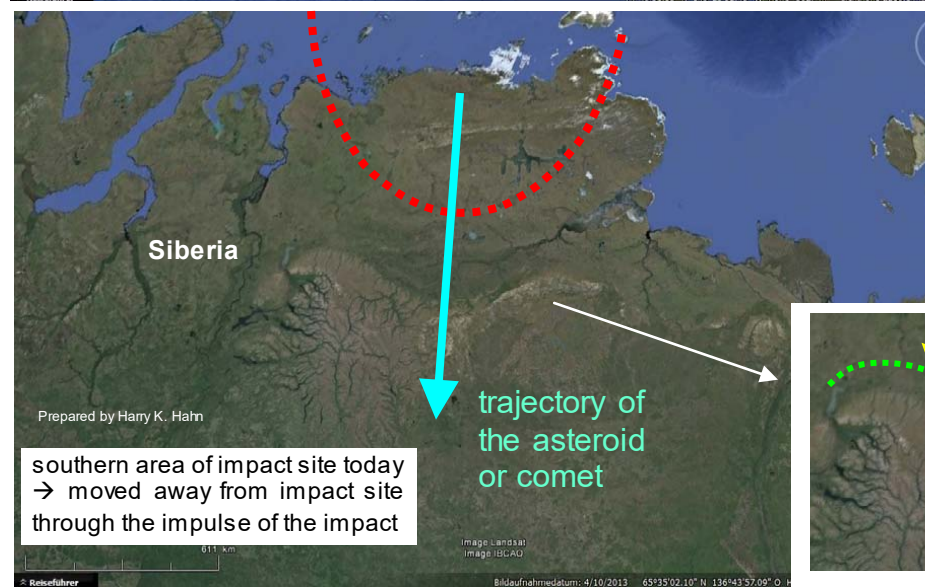 Siberia
trajectory of
the asteroid
or comet
Prepared by Harry K. Hahn
southern area of impact site today
→ moved away from impact site
through the impulse of the impact
611 km
Image Landsat
Image IBCAO
Reiseführer
Bildaufnahmedatum: 4/10/2013 65°35'02.10" N 136°43'57.09" O H